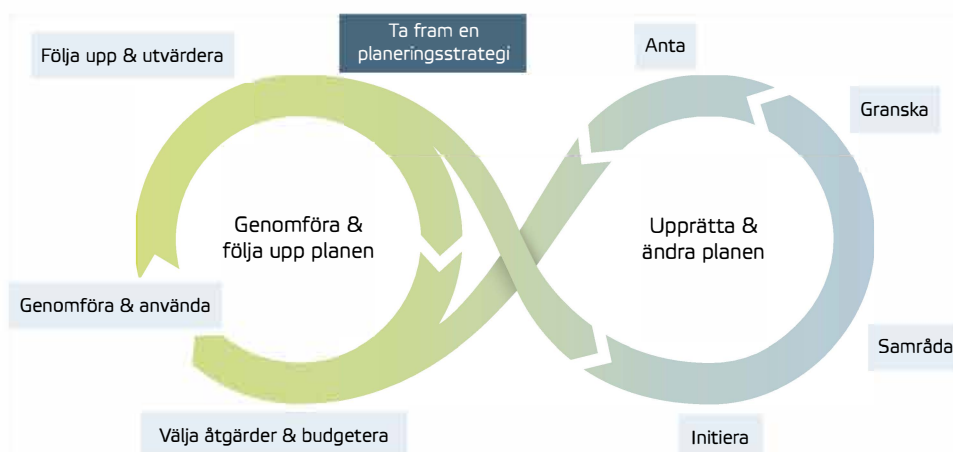 Ta fram en
planeringsstrategi
Följa upp & utvärdera
Anta
Granska
Genomföra &
följa upp planen
Upprätta &
ändra planen
Genomföra & använda
Samråda
Välja åtgärder & budgetera
Initiera